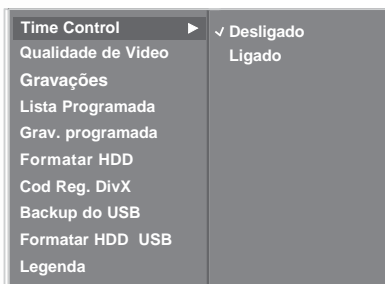 Time Control
Qualidade de Video
Gravações
Lista Programada
Grav. programada
Formatar HDD
Cod Reg. DivX
Backup do USB
Formatar HDD USB
Legenda
Desligado
Ligado